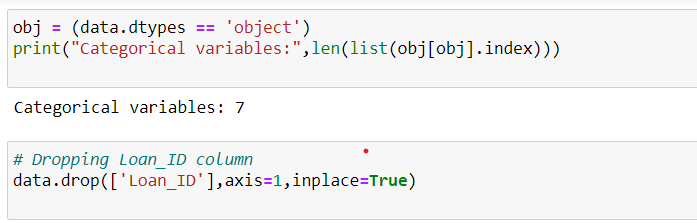 obj = (data.dtypes == 'object')
print("Categorical variables:",len(list(obj[obj].index)))
Categorical variables: 7
# Dropping Loan_ID column
data.drop(['Loan_ID'],axis=1,inplace=True)